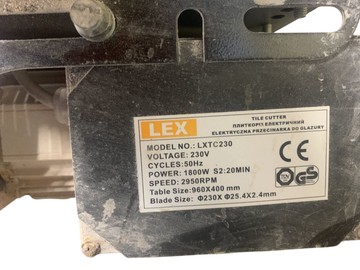 LEX
TILE CUTTER
ПЛИТКОРІЗ ЕЛЕКТРИЧНИЙ
ELEKTRYCZNA PRZECINARKA DO GLAZURY
MODEL NO.: LXTC230
VOLTAGE: 230V
CYCLES: 50Hz
POWER: 1800W S2:20MIN
SPEED: 2950RPM
Table Size: 960X400 mm
Blade Size: Φ230X Φ25.4X2.4mm
CE
GS